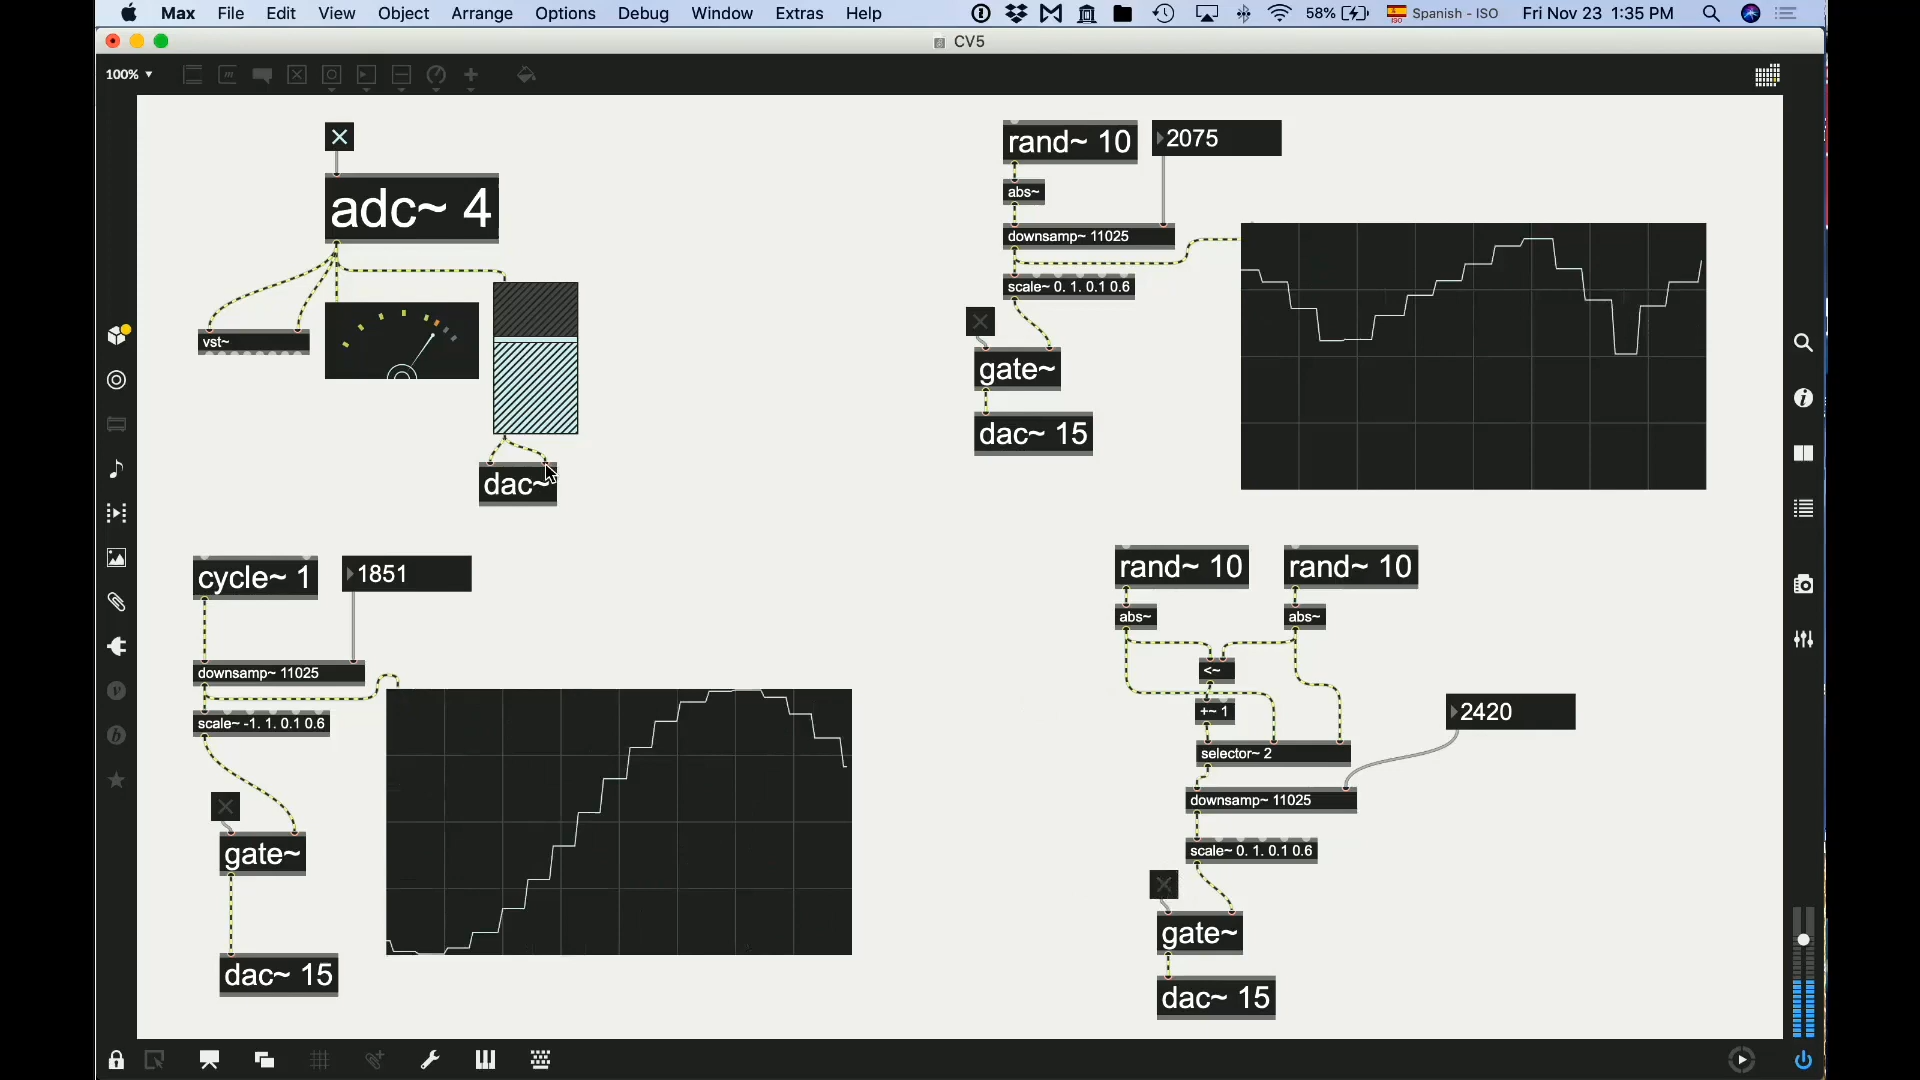 Max File Edit View Object Arrange Options Debug Window Extras Help 58% Spanish - ISO Fri Nov 23 1:35 PM
CV5
100%
adc~ 4
vst~
dac~
rand~ 10
2075
abs~
downsamp~ 11025
scale~ 0. 1. 0.1 0.6
gate~
dac~ 15
cycle~ 1
1851
downsamp~ 11025
scale~ -1. 1. 0.1 0.6
gate~
dac~ 15
rand~ 10
rand~ 10
abs~
abs~
<~
+~ 1
2420
selector~ 2
downsamp~ 11025
scale~ 0. 1. 0.1 0.6
gate~
dac~ 15